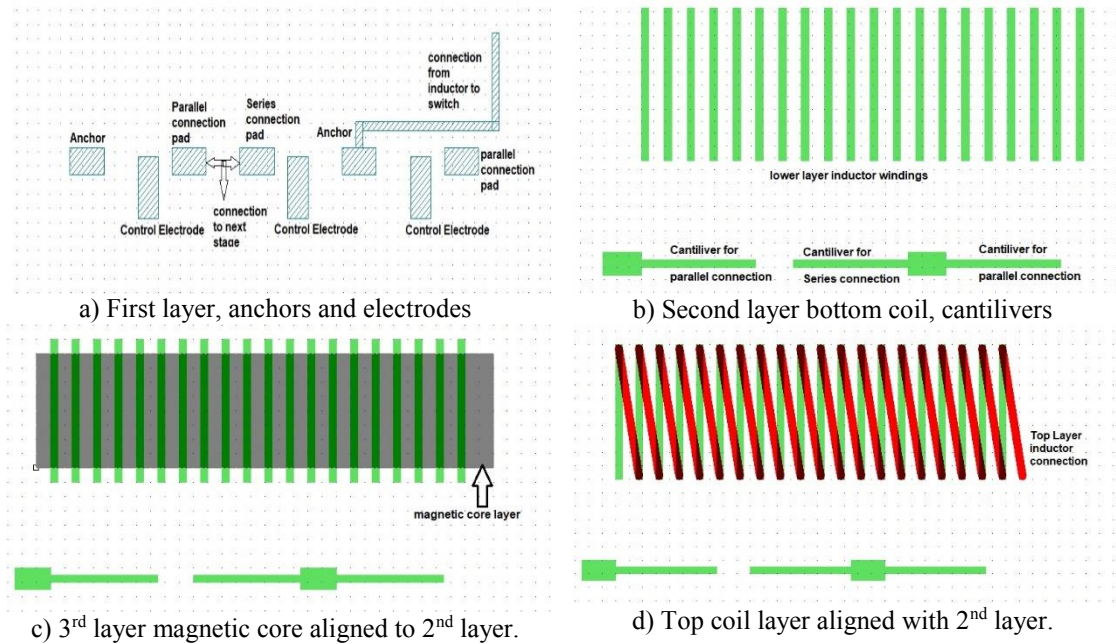 connection
from
inductor to
switch
Anchor
Parallel
connection
pad
Series
connection
pad
Anchor
parallel
connection
pad
Control Electrode
connection
to next
stage
Control Electrode
Control Electrode
a) First layer, anchors and electrodes
lower layer inductor windings
Cantiliver for
parallel connection
Cantiliver for
Series connection
Cantiliver for
parallel connection
b) Second layer bottom coil, cantilivers
magnetic core layer
c) 3rd layer magnetic core aligned to 2nd layer.
Top Layer
inductor
connection
d) Top coil layer aligned with 2nd layer.